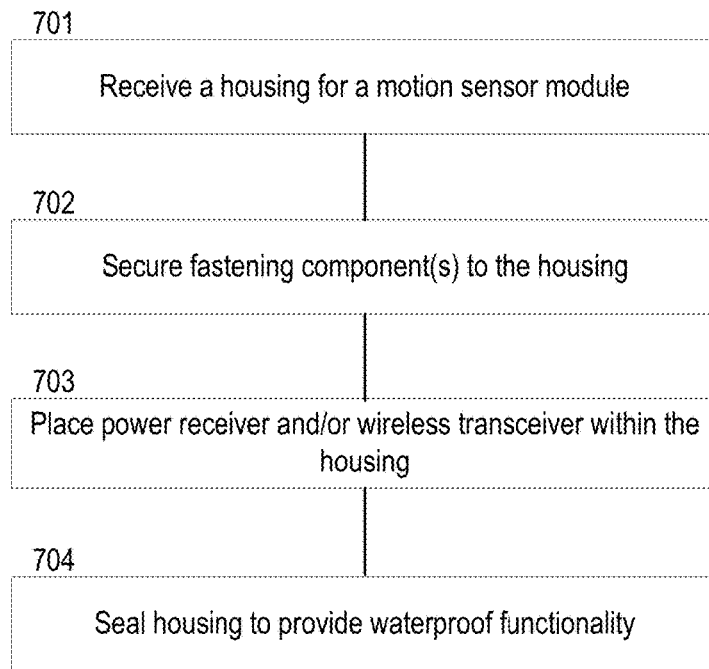 701
Receive a housing for a motion sensor module
702
Secure fastening component(s) to the housing
703
Place power receiver and/or wireless transceiver within the
housing
704
Seal housing to provide waterproof functionality